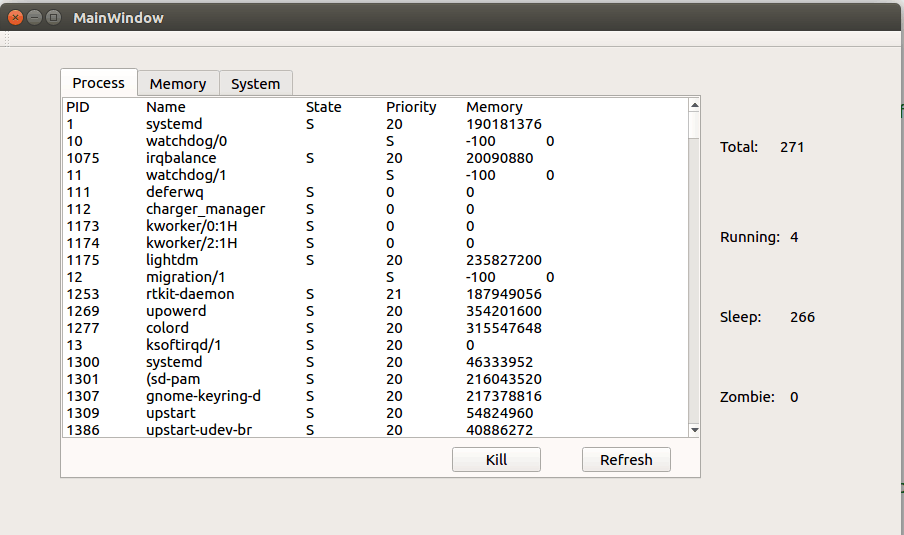 MainWindow
Process Memory System
PID Name State Priority Memory
1 systemd S 20 190181376
10 watchdog/0 S -100 0
1075 irqbalance S 20 20090880
11 watchdog/1 S -100 0
111 deferwq S 0 0
112 charger_manager S 0 0
1173 kworker/0:1H S 0 0
1174 kworker/2:1H S 0 0
1175 lightdm S 20 235827200
12 migration/1 S -100 0
1253 rtkit-daemon S 21 187949056
1269 upowerd S 20 354201600
1277 colord S 20 315547648
13 ksoftirqd/1 S 20 0
1300 systemd S 20 46333952
1301 (sd-pam S 20 216043520
1307 gnome-keyring-d S 20 217378816
1309 upstart S 20 54824960
1386 upstart-udev-br S 20 40886272
Kill Refresh
Total: 271
Running: 4
Sleep: 266
Zombie: 0